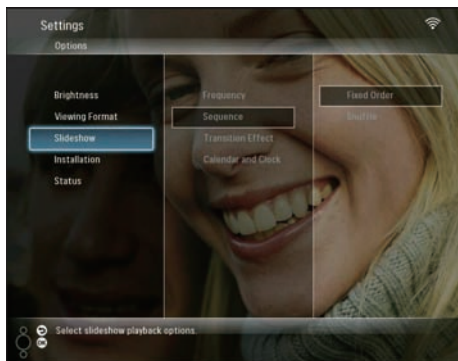 Settings
Options
Brightness
Viewing Format
Slideshow
Installation
Status
Frequency
Sequence
Transition Effect
Calendar and Clock
Fixed Order
Shuffle
Select slideshow playback options.
OK